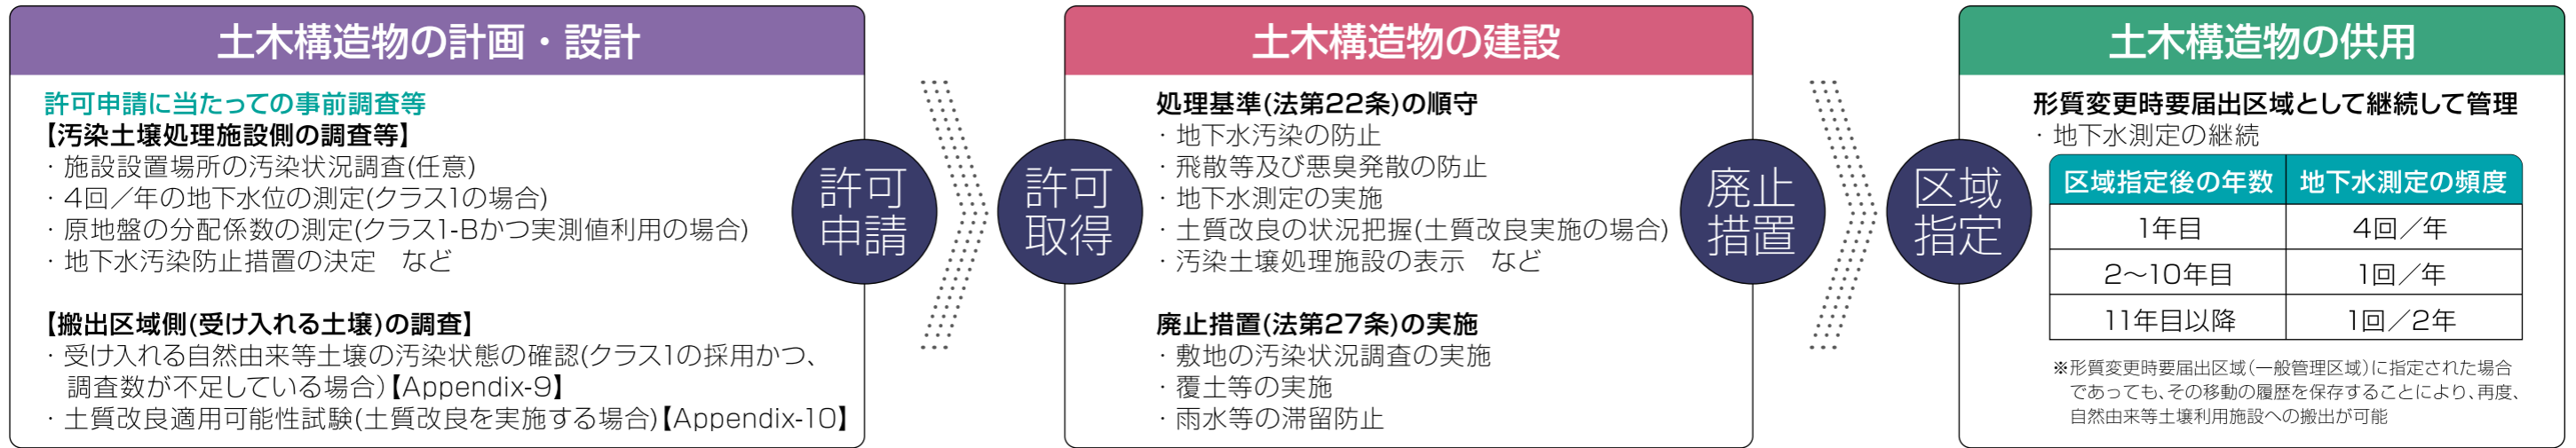 土木構造物の計画・設計
許可申請に当たっての事前調査等
【汚染土壌処理施設側の調査等】
・施設設置場所の汚染状況調査(任意)
・4回／年の地下水位の測定(クラス1の場合)
・原地盤の分配係数の測定(クラス1-Bかつ実測値利用の場合)
・地下水汚染防止措置の決定　など
【搬出区域側(受け入れる土壌)の調査】
・受け入れる自然由来等土壌の汚染状態の確認(クラス1の採用かつ、
調査数が不足している場合)【Appendix-9】
・土質改良適用可能性試験(土質改良を実施する場合)【Appendix-10】
許可
申請
許可
取得
土木構造物の建設
処理基準(法第22条)の順守
・地下水汚染の防止
・飛散等及び悪臭発散の防止
・地下水測定の実施
・土質改良の状況把握(土質改良実施の場合)
・汚染土壌処理施設の表示　など
廃止措置(法第27条)の実施
・敷地の汚染状況調査の実施
・覆土等の実施
・雨水等の滞留防止
廃止
措置
区域
指定
土木構造物の供用
形質変更時要届出区域として継続して管理
・地下水測定の継続
区域指定後の年数 地下水測定の頻度
1年目 4回／年
2〜10年目 1回／年
11年目以降 1回／2年
※形質変更時要届出区域(一般管理区域)に指定された場合
であっても、その移動の履歴を保存することにより、再度、
自然由来等土壌利用施設への搬出が可能